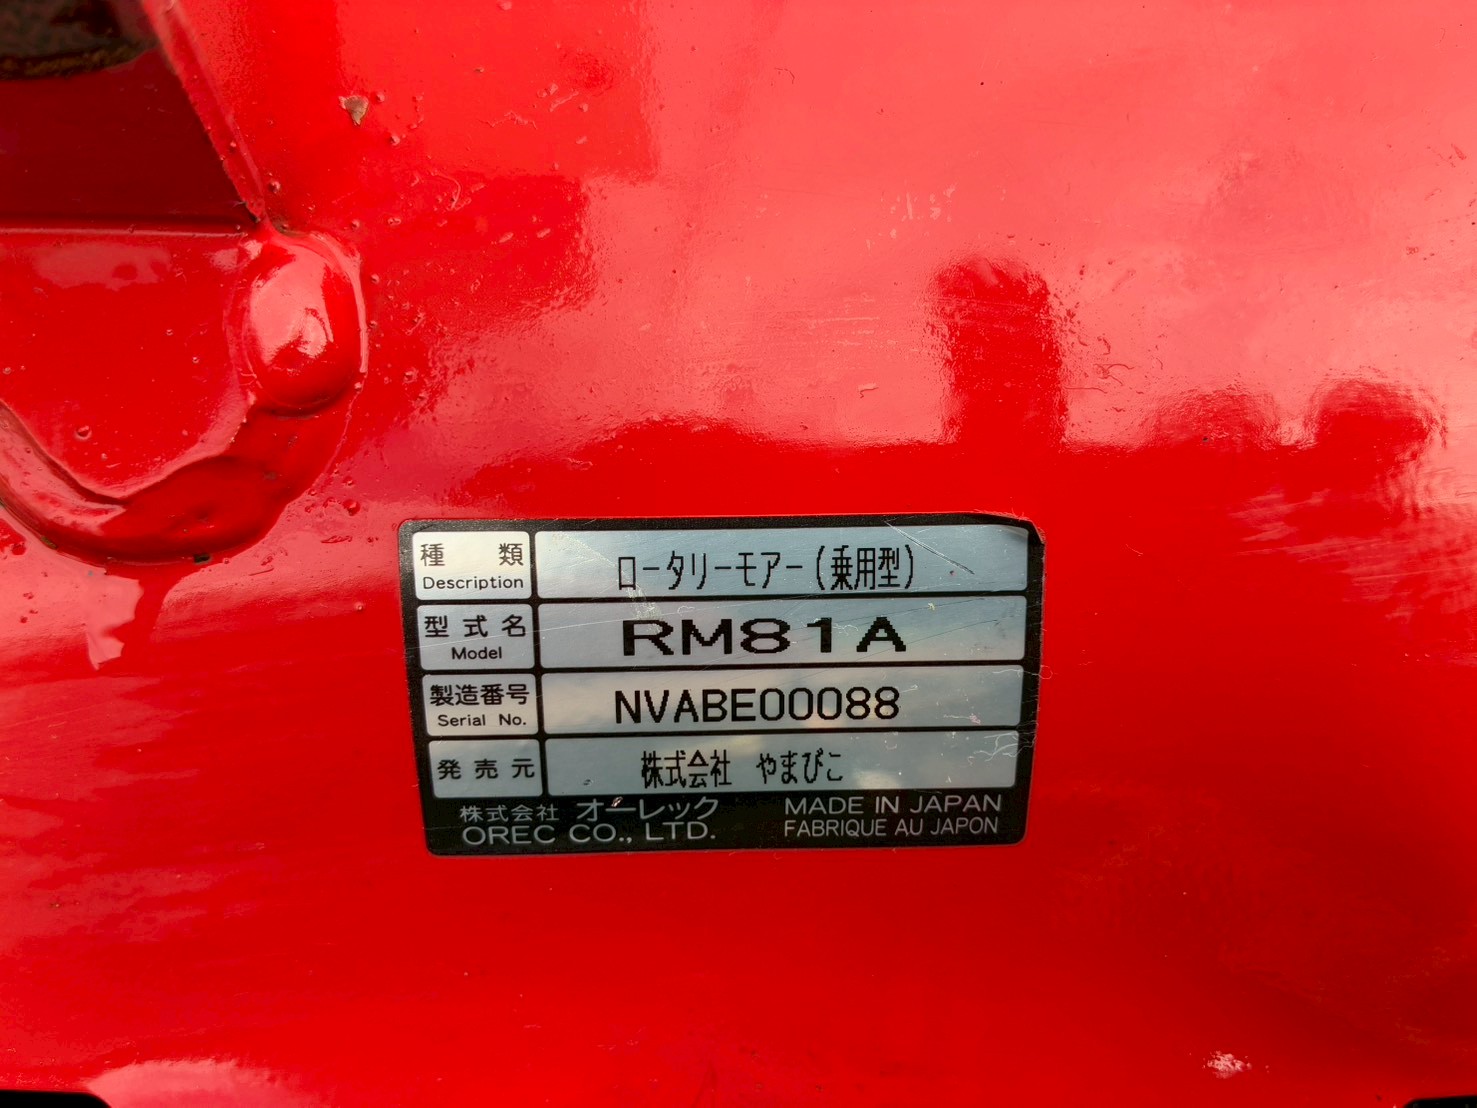 種類 ロータリーモアー(乗用型)
Description
型式名 RM81A
Model
製造番号 NVABE00088
Serial No.
発売元 株式会社 やまびこ
株式会社 オーレック MADE IN JAPAN
OREC CO., LTD. FABRIQUE AU JAPON